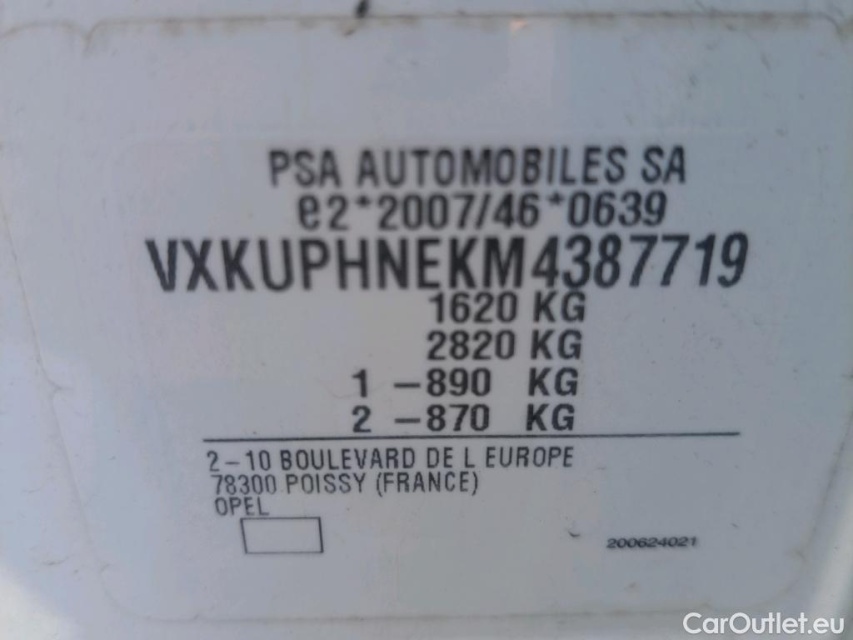 PSA AUTOMOBILES SA
e2*2007/46*0639
VXKUPHNEKM4387719
1620 KG
2820 KG
1 -890 KG
2 -870 KG
2-10 BOULEVARD DE L EUROPE
78300 POISSY (FRANCE)
OPEL
200624021
CarOutlet.eu